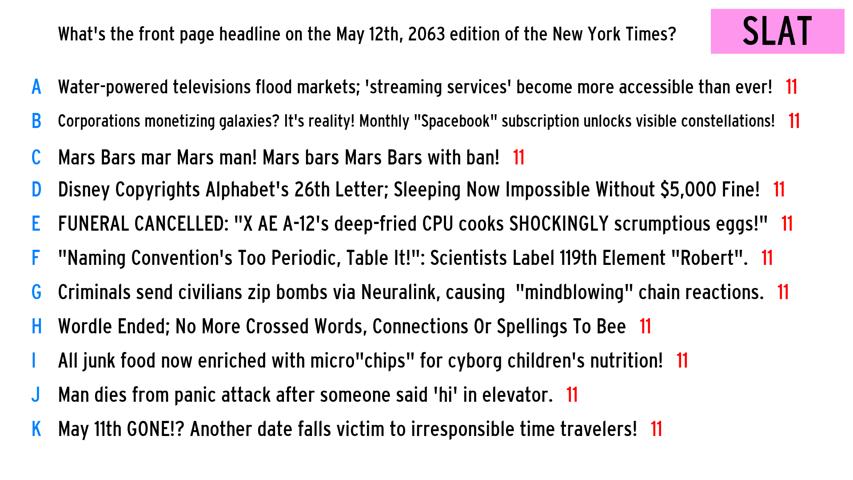 What's the front page headline on the May 12th, 2063 edition of the New York Times?
SLAT
A Water-powered televisions flood markets; 'streaming services' become more accessible than ever! 11
B Corporations monetizing galaxies? It's reality! Monthly "Spacebook" subscription unlocks visible constellations! 11
C Mars Bars mar Mars man! Mars bars Mars Bars with ban! 11
D Disney Copyrights Alphabet's 26th Letter; Sleeping Now Impossible Without $5,000 Fine! 11
E FUNERAL CANCELLED: "X AE A-12's deep-fried CPU cooks SHOCKINGLY scrumptious eggs!" 11
F "Naming Convention's Too Periodic, Table It!": Scientists Label 119th Element "Robert". 11
G Criminals send civilians zip bombs via Neuralink, causing "mindblowing" chain reactions. 11
H Wordle Ended; No More Crossed Words, Connections Or Spellings To Bee 11
I All junk food now enriched with micro"chips" for cyborg children's nutrition! 11
J Man dies from panic attack after someone said 'hi' in elevator. 11
K May 11th GONE!? Another date falls victim to irresponsible time travelers! 11